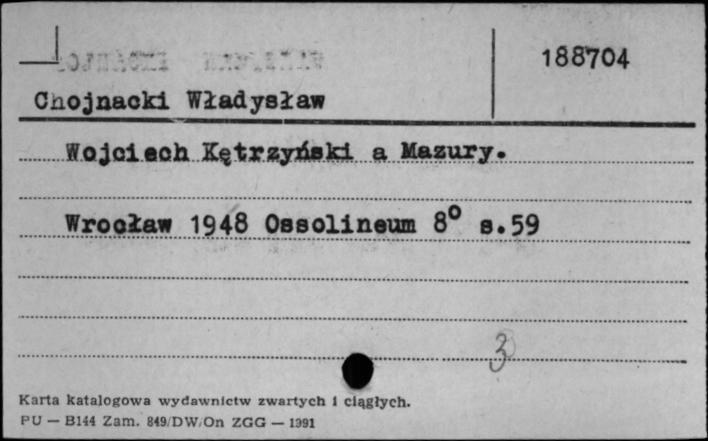 188704
Chojnacki Władysław
Wojciech Kętrzyński a Mazury.
Wrocław 1948 Ossolineum 8° s.59
3
Karta katalogowa wydawnictw zwartych i ciągłych.
PU — B144 Zam. 849/DW/On ZGG — 1991